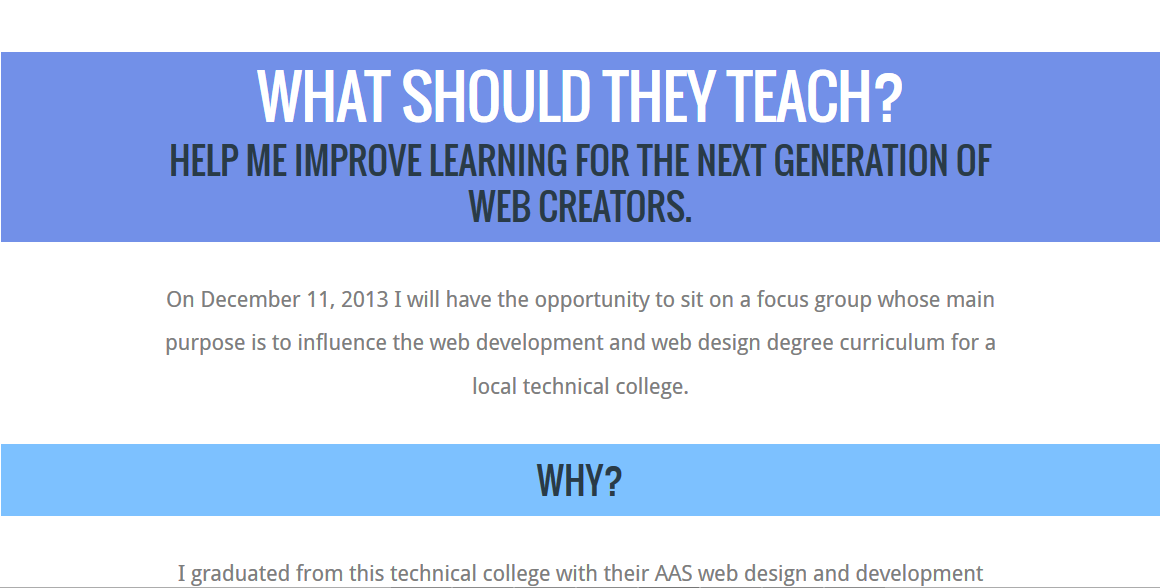 WHAT SHOULD THEY TEACH?
HELP ME IMPROVE LEARNING FOR THE NEXT GENERATION OF
WEB CREATORS.
On December 11, 2013 I will have the opportunity to sit on a focus group whose main
purpose is to influence the web development and web design degree curriculum for a
local technical college.
WHY?
I graduated from this technical college with their AAS web design and development